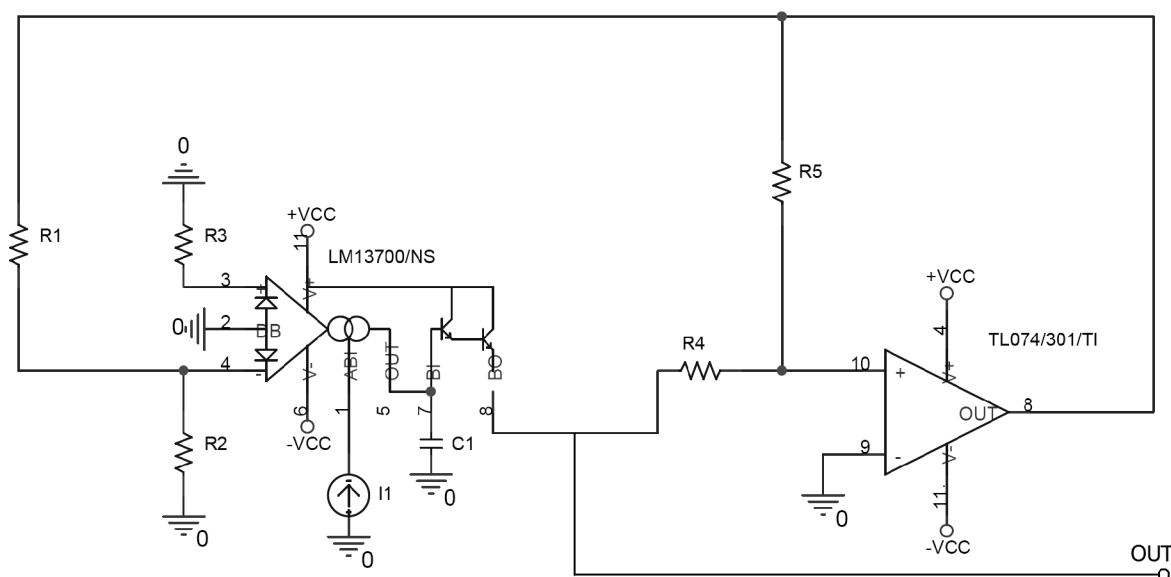 0
R5
R1
R3
+VCC
11
LM13700/NS
3
+
V+
+VCC
4
TL074/301/TI
0
2
DB
R4
10
+
V+
4
-
V-
ABI
OUT
BI
BO
OUT
8
6
1
5
7
8
R2
-VCC
C1
9
-
V-
I1
0
11.
0
0
0
-VCC
OUT